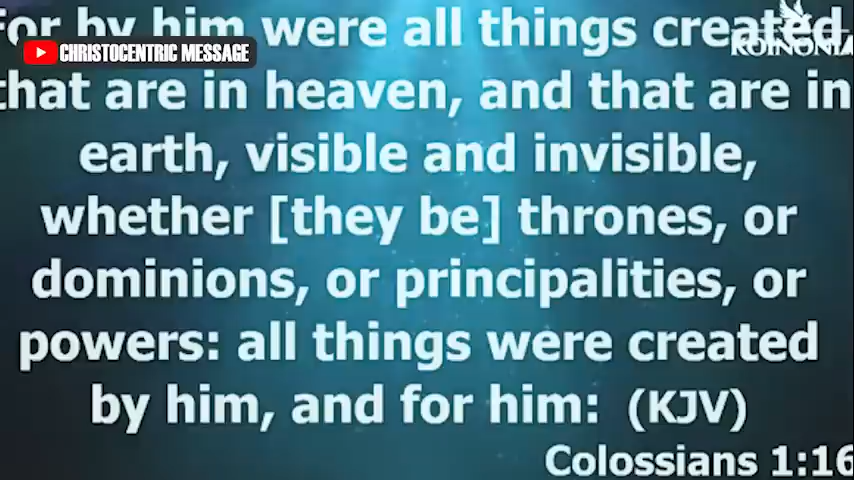 For by him were all things created,
CHRISTOCENTRIC MESSAGE
KOINONIA
that are in heaven, and that are in
earth, visible and invisible,
whether [they be] thrones, or
dominions, or principalities, or
powers: all things were created
by him, and for him: (KJV)
Colossians 1:16